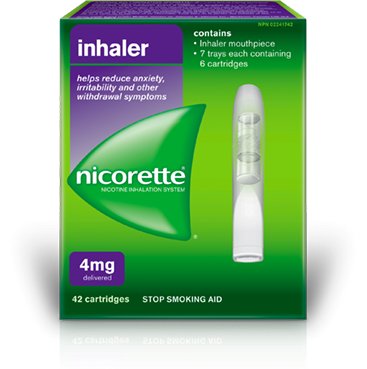 NPN 02241742
inhaler
contains
• Inhaler mouthpiece
• 7 trays each containing
6 cartridges
helps reduce anxiety,
irritability and other
withdrawal symptoms
nicorette®
NICOTINE INHALATION SYSTEM
4mg
delivered
42 cartridges STOP SMOKING AID